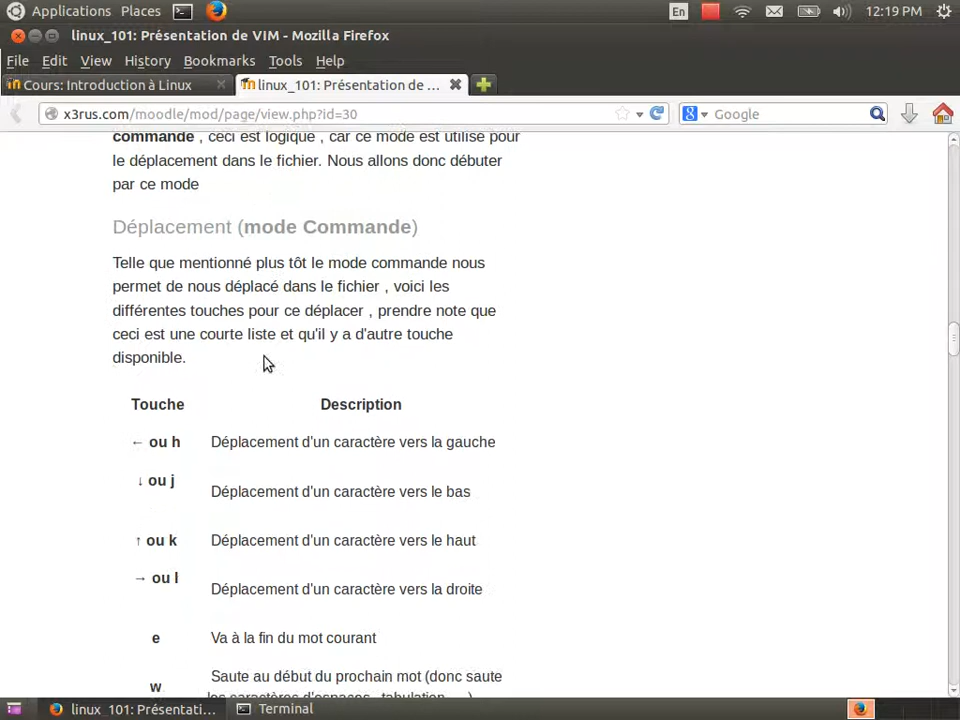 Applications Places En 12:19 PM
linux_101: Présentation de VIM - Mozilla Firefox
File Edit View History Bookmarks Tools Help
Cours: Introduction à Linux linux_101: Présentation de ...
x3rus.com/moodle/mod/page/view.php?id=30 Google
commande , ceci est logique , car ce mode est utilisé pour
le déplacement dans le fichier. Nous allons donc débuter
par ce mode
Déplacement (mode Commande)
Telle que mentionné plus tôt le mode commande nous
permet de nous déplacé dans le fichier , voici les
différentes touches pour ce déplacer , prendre note que
ceci est une courte liste et qu'il y a d'autre touche
disponible.
Touche Description
← ou h Déplacement d'un caractère vers la gauche
↓ ou j Déplacement d'un caractère vers le bas
↑ ou k Déplacement d'un caractère vers le haut
→ ou l Déplacement d'un caractère vers la droite
e Va à la fin du mot courant
w Saute au début du prochain mot (donc saute
les caractères d'espaces , tabulation, ...)
linux_101: Présentati... Terminal